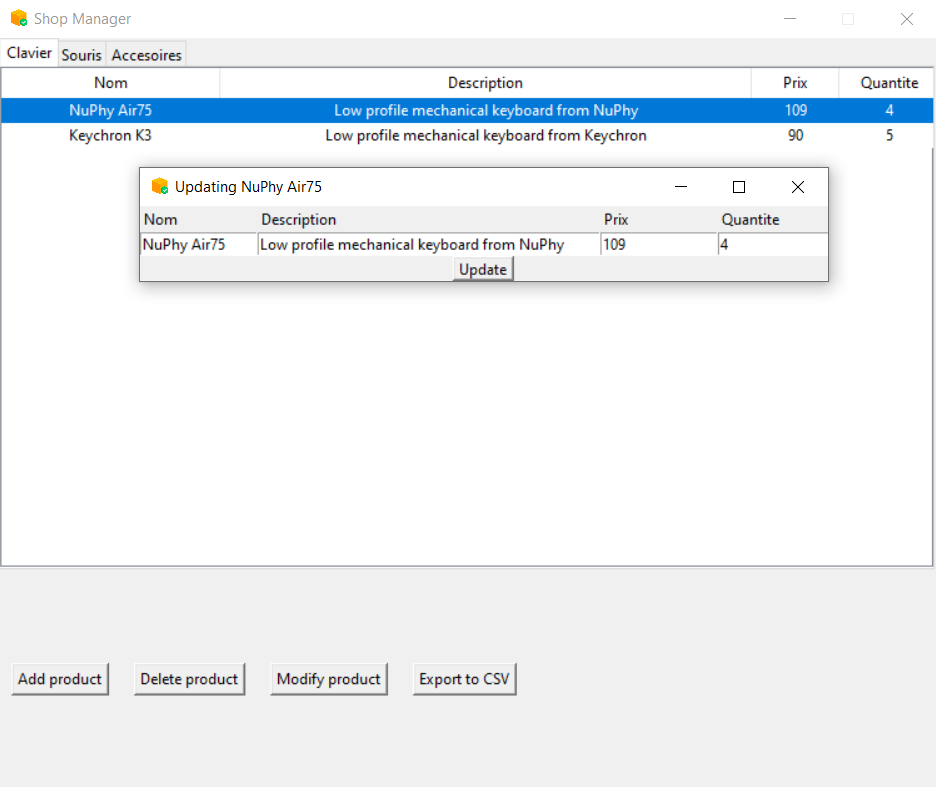 Shop Manager
Clavier Souris Accesoires
Nom Description Prix Quantite
NuPhy Air75 Low profile mechanical keyboard from NuPhy 109 4
Keychron K3 Low profile mechanical keyboard from Keychron 90 5
Updating NuPhy Air75
Nom Description Prix Quantite
NuPhy Air75 Low profile mechanical keyboard from NuPhy 109 4
Update
Add product Delete product Modify product Export to CSV